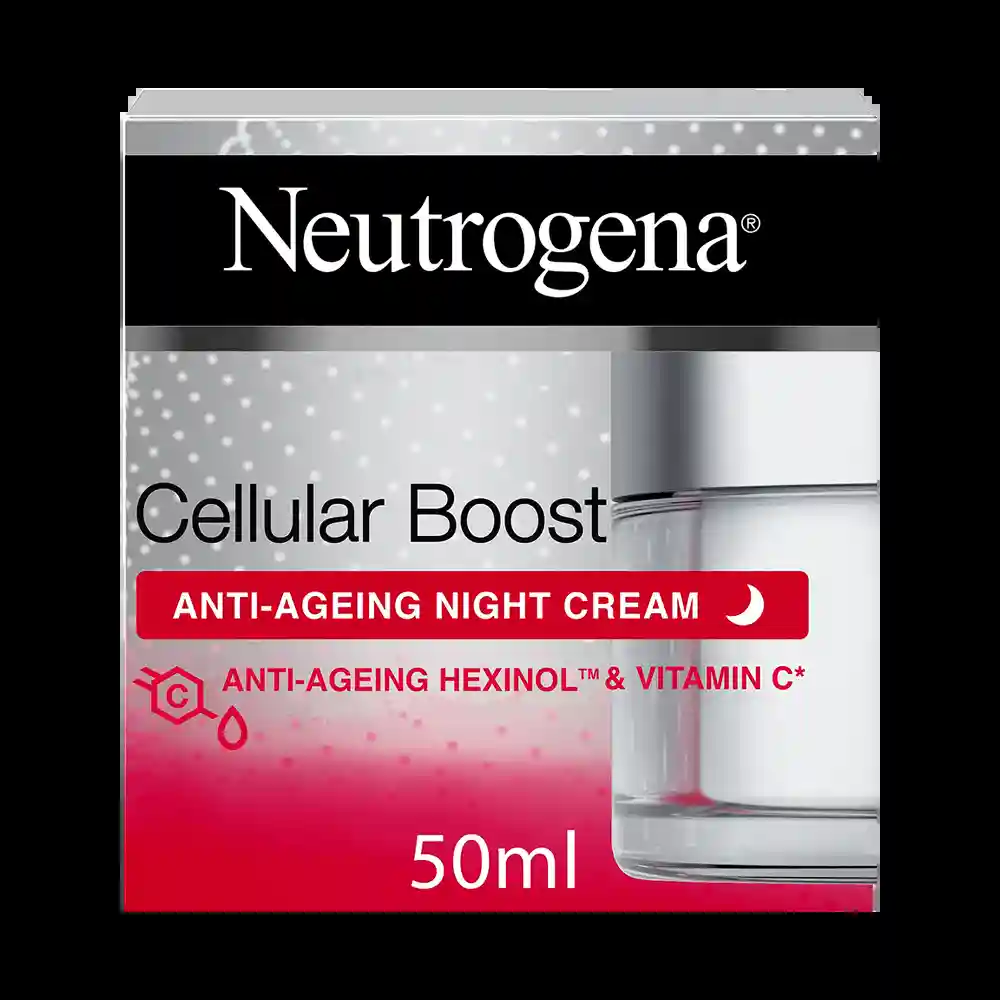 Neutrogena®
Cellular Boost
ANTI-AGEING NIGHT CREAM
C
ANTI-AGEING HEXINOL™ & VITAMIN C*
50ml